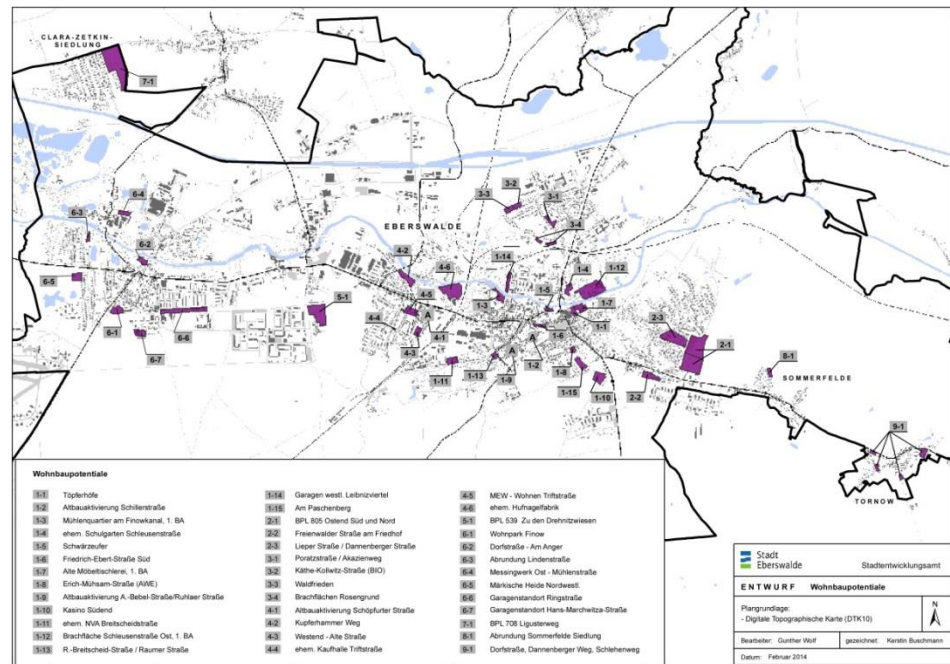 CLARA-ZETKIN-
SIEDLUNG
7-1
6-4
6-3
6-2
6-5
6-1
6-7
6-6
5-1
EBERSWALDE
3-3
3-2
3-1
3-4
4-2
4-6
1-14
1-4
1-12
1-5
1-3
4-5
4-4
4-3
4-1
A
1-7
1-1
1-6
A
A
1-2
1-11
1-13
1-9
1-8
1-15
1-10
2-3
2-1
2-2
8-1
SOMMERFELDE
9-1
TORNOW
Wohnbaupotentiale
1-1 Töpferhöfe
1-2 Altbauaktivierung Schillerstraße
1-3 Mühlenquartier am Finowkanal, 1. BA
1-4 ehem. Schulgarten Schleusenstraße
1-5 Schwärzeufer
1-6 Friedrich-Ebert-Straße Süd
1-7 Alte Möbeltischlerei, 1. BA
1-8 Erich-Mühsam-Straße (AWE)
1-9 Altbauaktivierung A.-Bebel-Straße/Ruhlaer Straße
1-10 Kasino Südend
1-11 ehem. NVA Breitscheidstraße
1-12 Brachfläche Schleusenstraße Ost, 1. BA
1-13 R.-Breitscheid-Straße / Raumer Straße
1-14 Garagen westl. Leibnizviertel
1-15 Am Paschenberg
2-1 BPL 805 Ostend Süd und Nord
2-2 Freienwalder Straße am Friedhof
2-3 Lieper Straße / Dannenberger Straße
3-1 Poratzstraße / Akazienweg
3-2 Käthe-Kollwitz-Straße (BIO)
3-3 Waldfrieden
3-4 Brachflächen Rosengrund
4-1 Altbauaktivierung Schöpfurter Straße
4-2 Kupferhammer Weg
4-3 Westend - Alte Straße
4-4 ehem. Kaufhalle Triftstraße
4-5 MEW - Wohnen Triftstraße
4-6 ehem. Hufnagelfabrik
5-1 BPL 539 Zu den Drehnitzwiesen
6-1 Wohnpark Finow
6-2 Dorfstraße - Am Anger
6-3 Abrundung Lindenstraße
6-4 Messingwerk Ost - Mühlenstraße
6-5 Märkische Heide Nordwestl.
6-6 Garagenstandort Ringstraße
6-7 Garagenstandort Hans-Marchwitza-Straße
7-1 BPL 708 Ligusterweg
8-1 Abrundung Sommerfelde Siedlung
9-1 Dorfstraße, Dannenberger Weg, Schlehenweg
Stadt
Eberswalde
Stadtentwicklungsamt
ENTWURF Wohnbaupotentiale
Plangrundlage:
- Digitale Topographische Karte (DTK10)
N
Bearbeiter: Gunther Wolf
gezeichnet: Kerstin Buschmann
Datum: Februar 2014